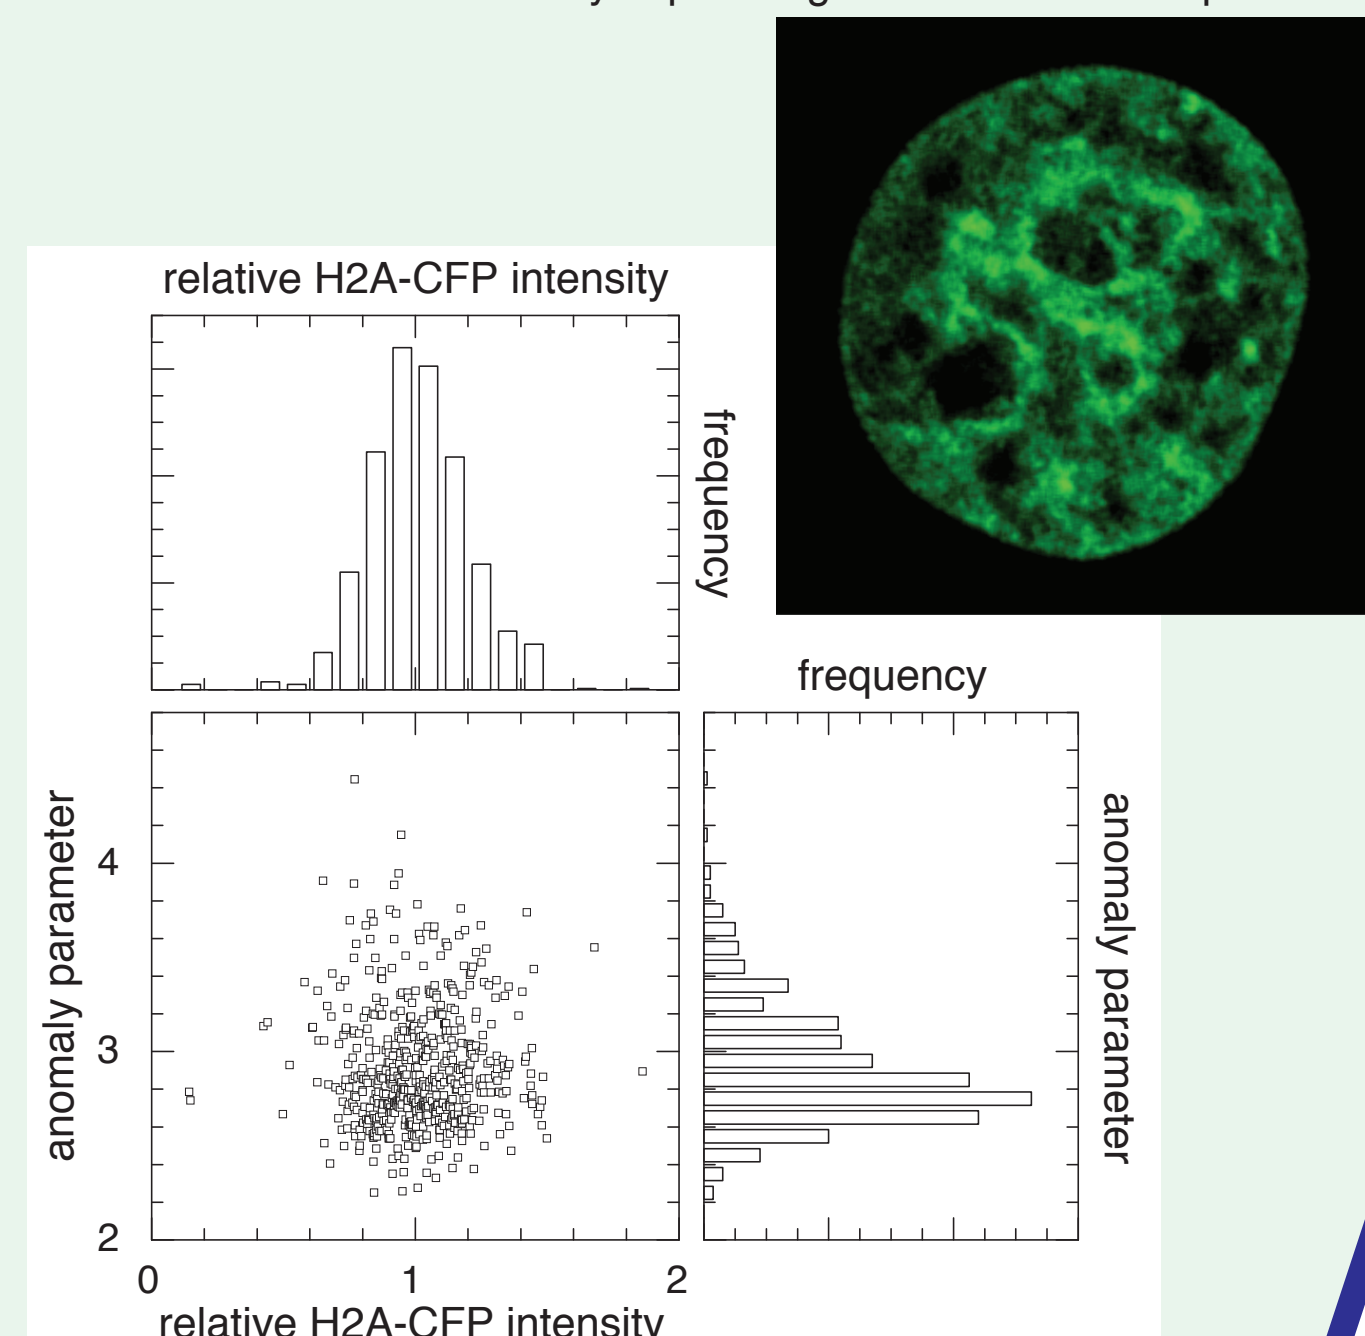 relative H2A-CFP intensity
frequency
frequency
anomaly parameter
4
3
2
anomaly parameter
0 1 2
relative H2A-CFP intensity